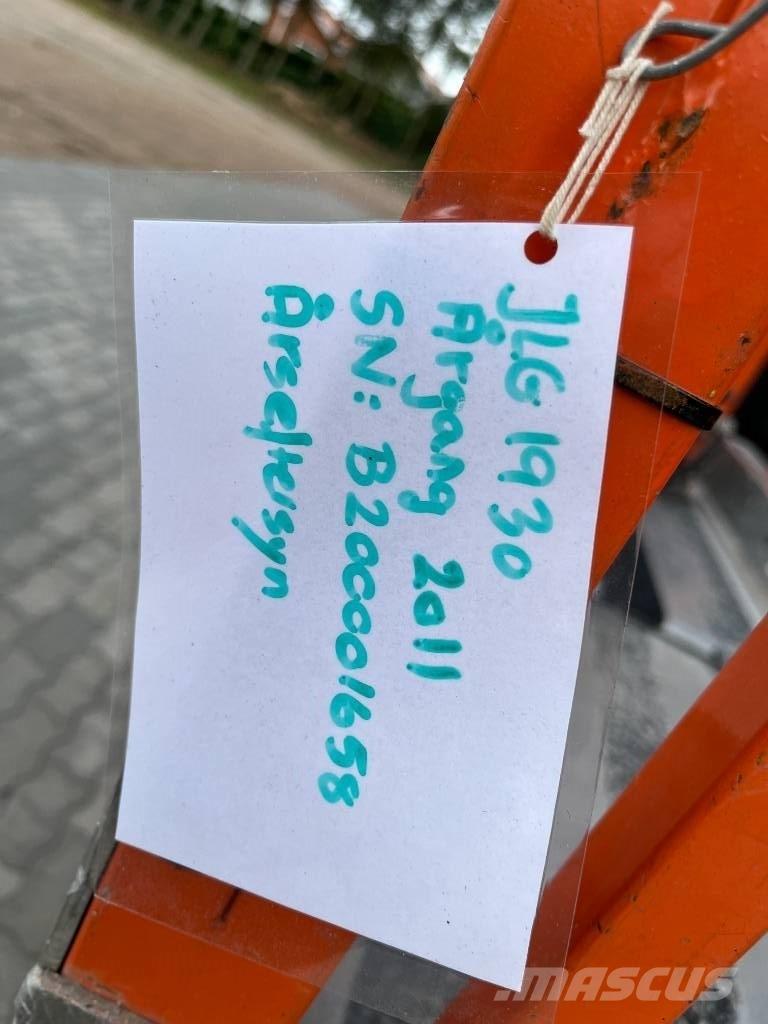 JLG 1930
Årgang 2011
SN: B200001658
Årseftersyn
MASCUS